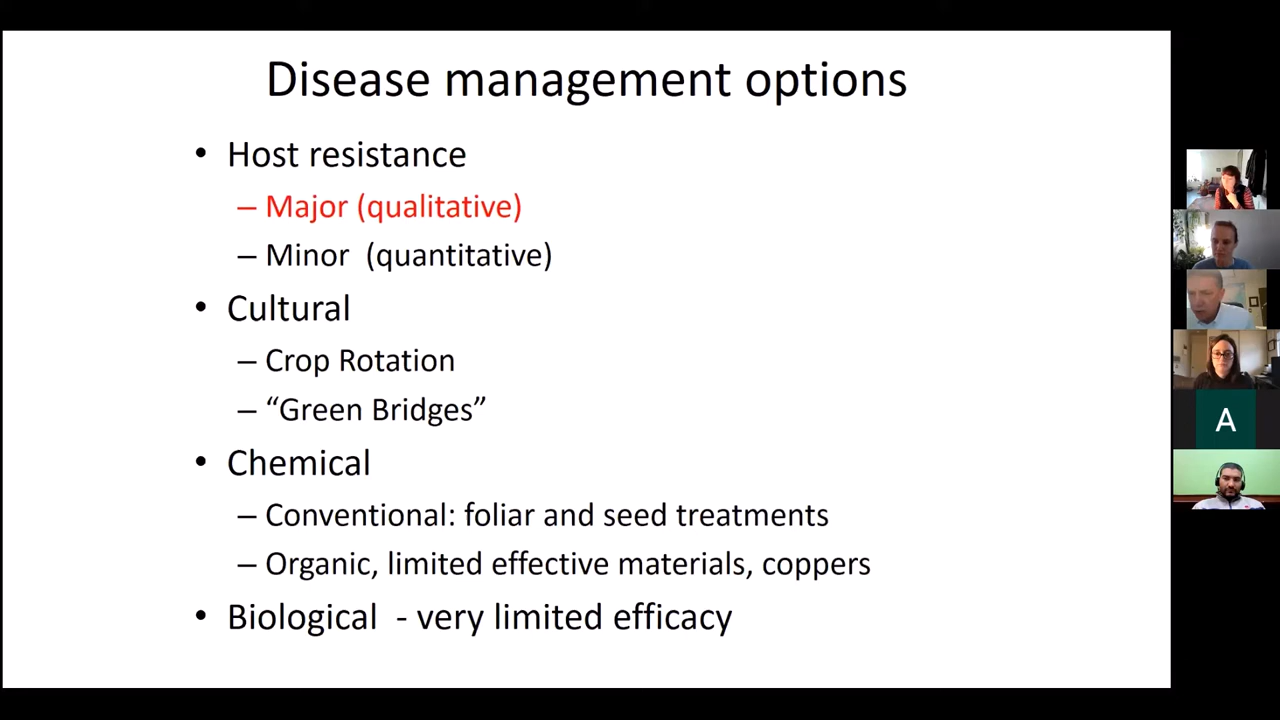 Disease management options
• Host resistance
– Major (qualitative)
– Minor (quantitative)
• Cultural
– Crop Rotation
– “Green Bridges”
• Chemical
– Conventional: foliar and seed treatments
– Organic, limited effective materials, coppers
• Biological - very limited efficacy
A